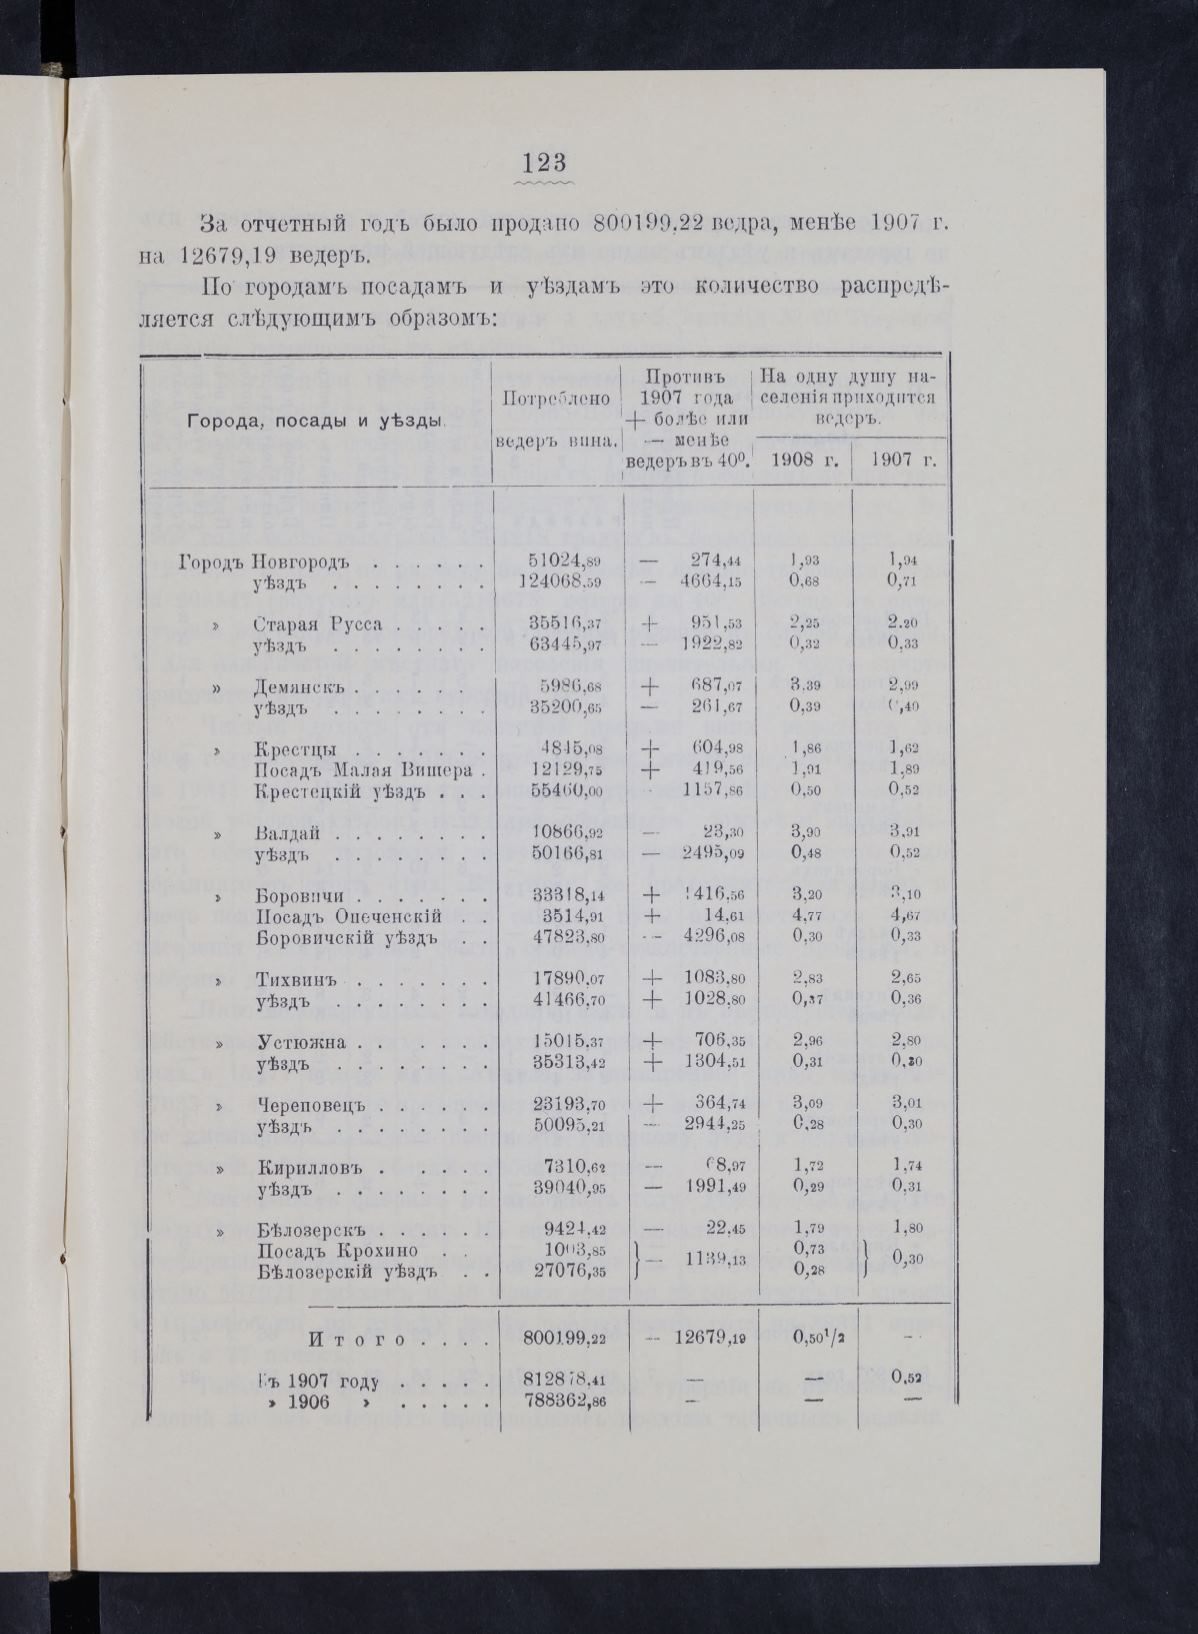 123
За отчетный годъ было продано 800199,22 ведра, менѣе 1907 г.
на 12679,19 ведеръ.
По городамъ посадамъ и уѣздамъ это количество распредѣ-
ляется слѣдующимъ образомъ:
Города, посады и уѣзды. Потреблено ведеръ вина. Противъ 1907 года + болѣе или — менѣе ведеръ въ 40⁰. На одну душу населенія приходится ведеръ. 1908 г. 1907 г.
Городъ Новгородъ . . . . . . 51024,89 — 274,44 1,93 1,94
уѣздъ . . . . . . . . 124068,59 — 4664,15 0,68 0,71
» Старая Русса . . . . . 35516,37 + 951,53 2,25 2.20
уѣздъ . . . . . . . . 63445,97 — 1922,82 0,32 0,33
» Демянскъ . . . . . . 5986,68 + 687,07 3,39 2,99
уѣздъ . . . . . . . . 35200,65 — 261,67 0,39 0,40
» Крестцы . . . . . . . 4845,08 + 604,98 1,86 1,62
Посадъ Малая Вишера . 12129,75 + 419,56 1,91 1,89
Крестецкій уѣздъ . . . 55460,00 - 1157,86 0,50 0,52
» Валдай . . . . . . . . 10866,92 — 23,30 3,90 3,91
уѣздъ . . . . . . . . 50166,81 — 2495,09 0,48 0,52
» Боровичи . . . . . . . 33318,14 + 1416,56 3,20 3,10
Посадъ Опеченскій . . 3514,91 + 14,61 4,77 4,67
Боровичскій уѣздъ . . 47823,80 — 4296,08 0,30 0,33
» Тихвинъ . . . . . . . 17890,07 + 1083,80 2,83 2,65
уѣздъ . . . . . . . . 41466,70 + 1028,80 0,37 0,36
» Устюжна . . . . . . . 15015,37 + 706,35 2,96 2,80
уѣздъ . . . . . . . . 35313,42 + 1304,51 0,31 0,30
» Череповецъ . . . . . . 23193,70 + 364,74 3,09 3,01
уѣздъ . . . . . . . . 50095,21 — 2944,25 0,28 0,30
» Кирилловъ . . . . . . 7310,62 — 68,97 1,72 1,74
уѣздъ . . . . . . . . 39040,95 — 1991,49 0,29 0,31
» Бѣлозерскъ . . . . . . 9424,42 — 22,45 1,79 1,80
Посадъ Крохино . . 1003,85 0,73
} — 1139,13 } 0,30
Бѣлозерскій уѣздъ . . 27076,35 0,28
Итого . . . . 800199,22 — 12679,19 0,50¹/₂ —
Въ 1907 году . . . . . 812878,41 — — 0,52
» 1906 » . . . . . 788362,86 — — —